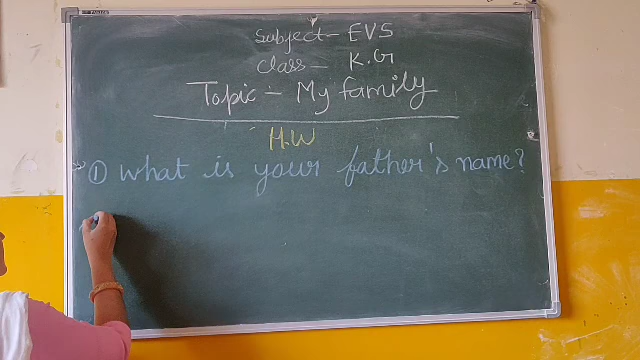 Subject - EVS
Class - K.G
Topic :- My family
H.W
① What is your father's name?